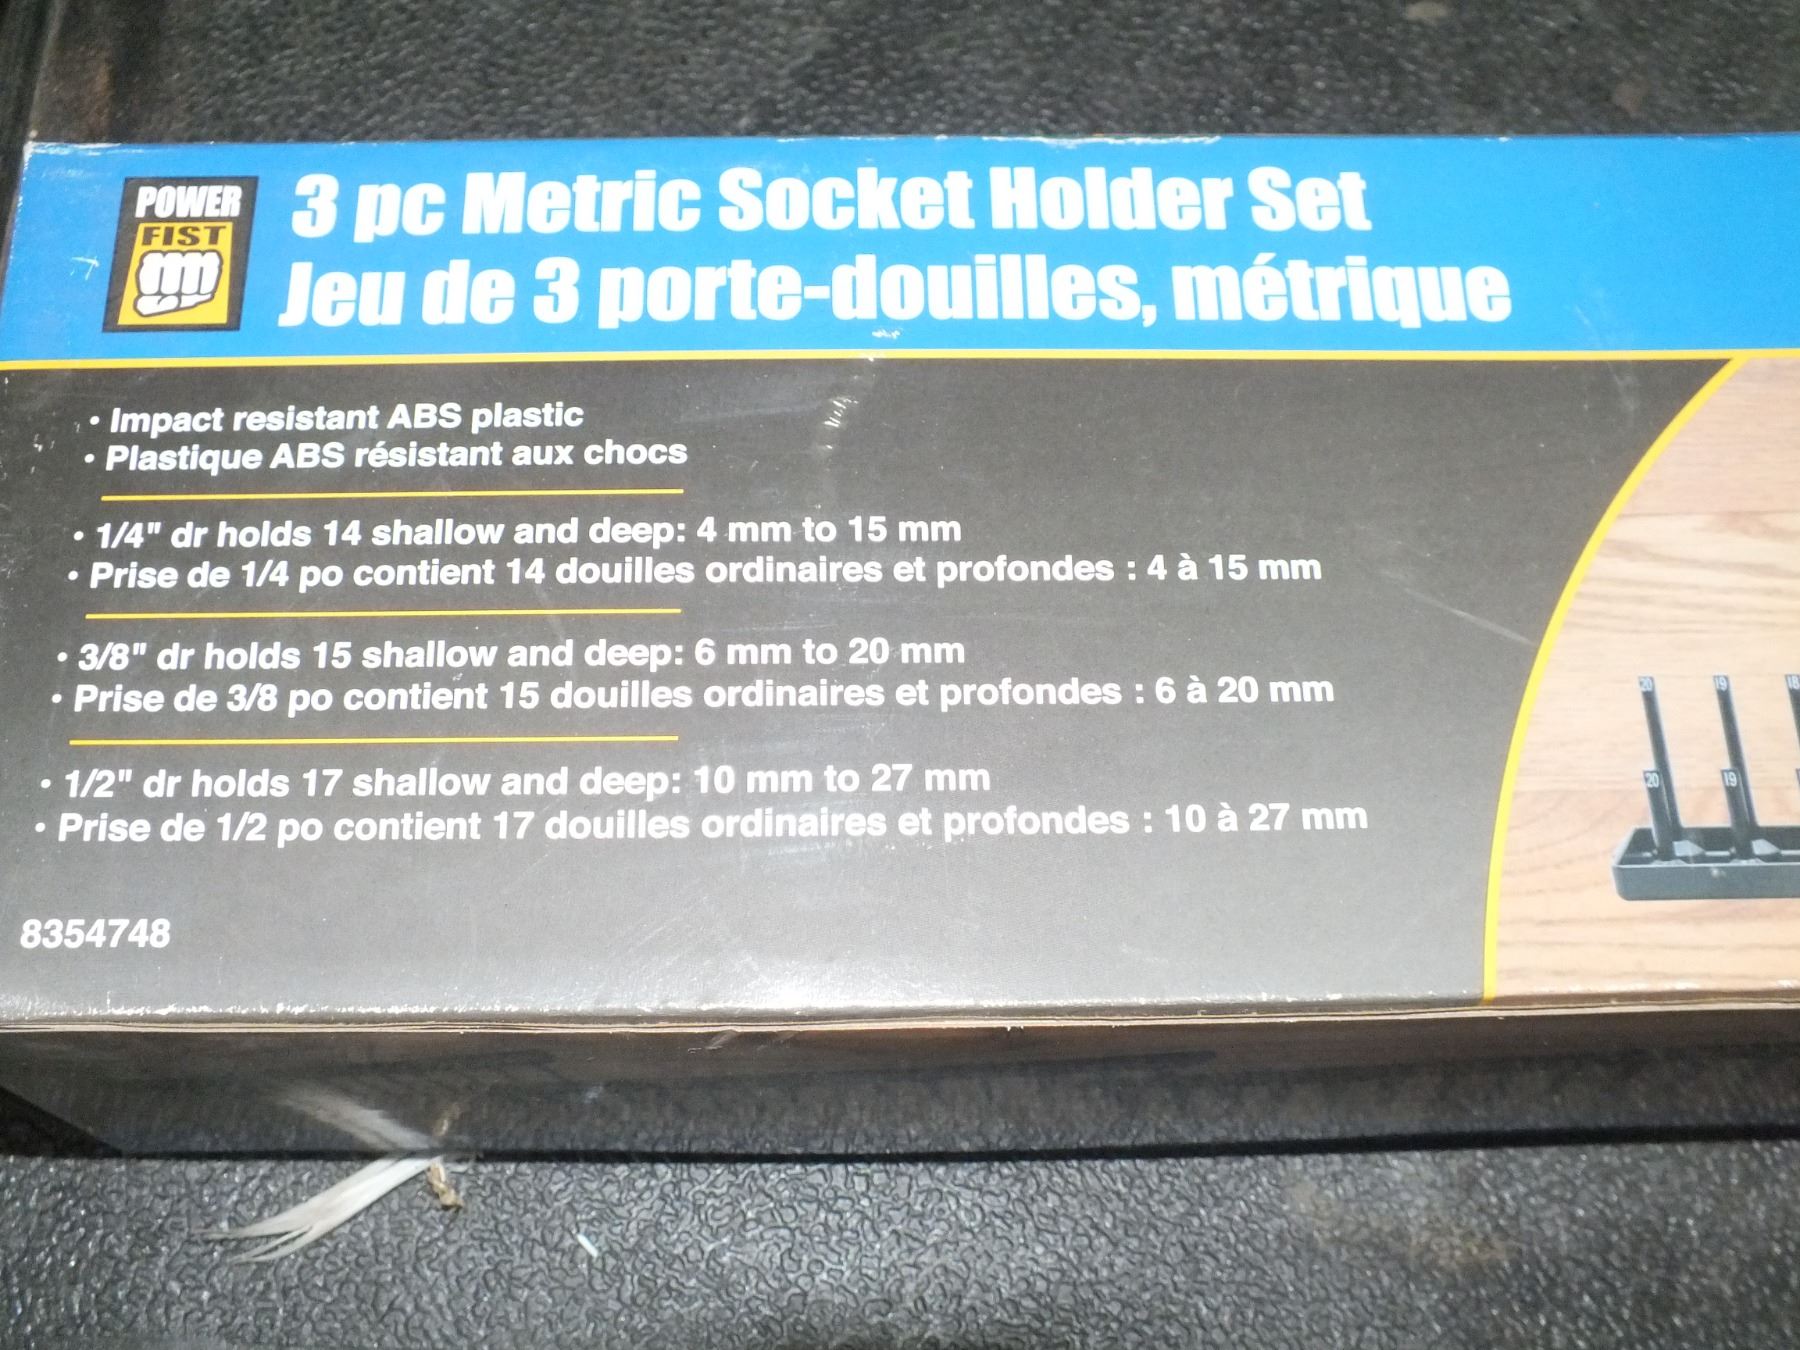 POWER
FIST
3 pc Metric Socket Holder Set
Jeu de 3 porte-douilles, métrique
• Impact resistant ABS plastic
• Plastique ABS résistant aux chocs
• 1/4" dr holds 14 shallow and deep: 4 mm to 15 mm
• Prise de 1/4 po contient 14 douilles ordinaires et profondes : 4 à 15 mm
• 3/8" dr holds 15 shallow and deep: 6 mm to 20 mm
• Prise de 3/8 po contient 15 douilles ordinaires et profondes : 6 à 20 mm
• 1/2" dr holds 17 shallow and deep: 10 mm to 27 mm
• Prise de 1/2 po contient 17 douilles ordinaires et profondes : 10 à 27 mm
20 19 18
20 19
8354748